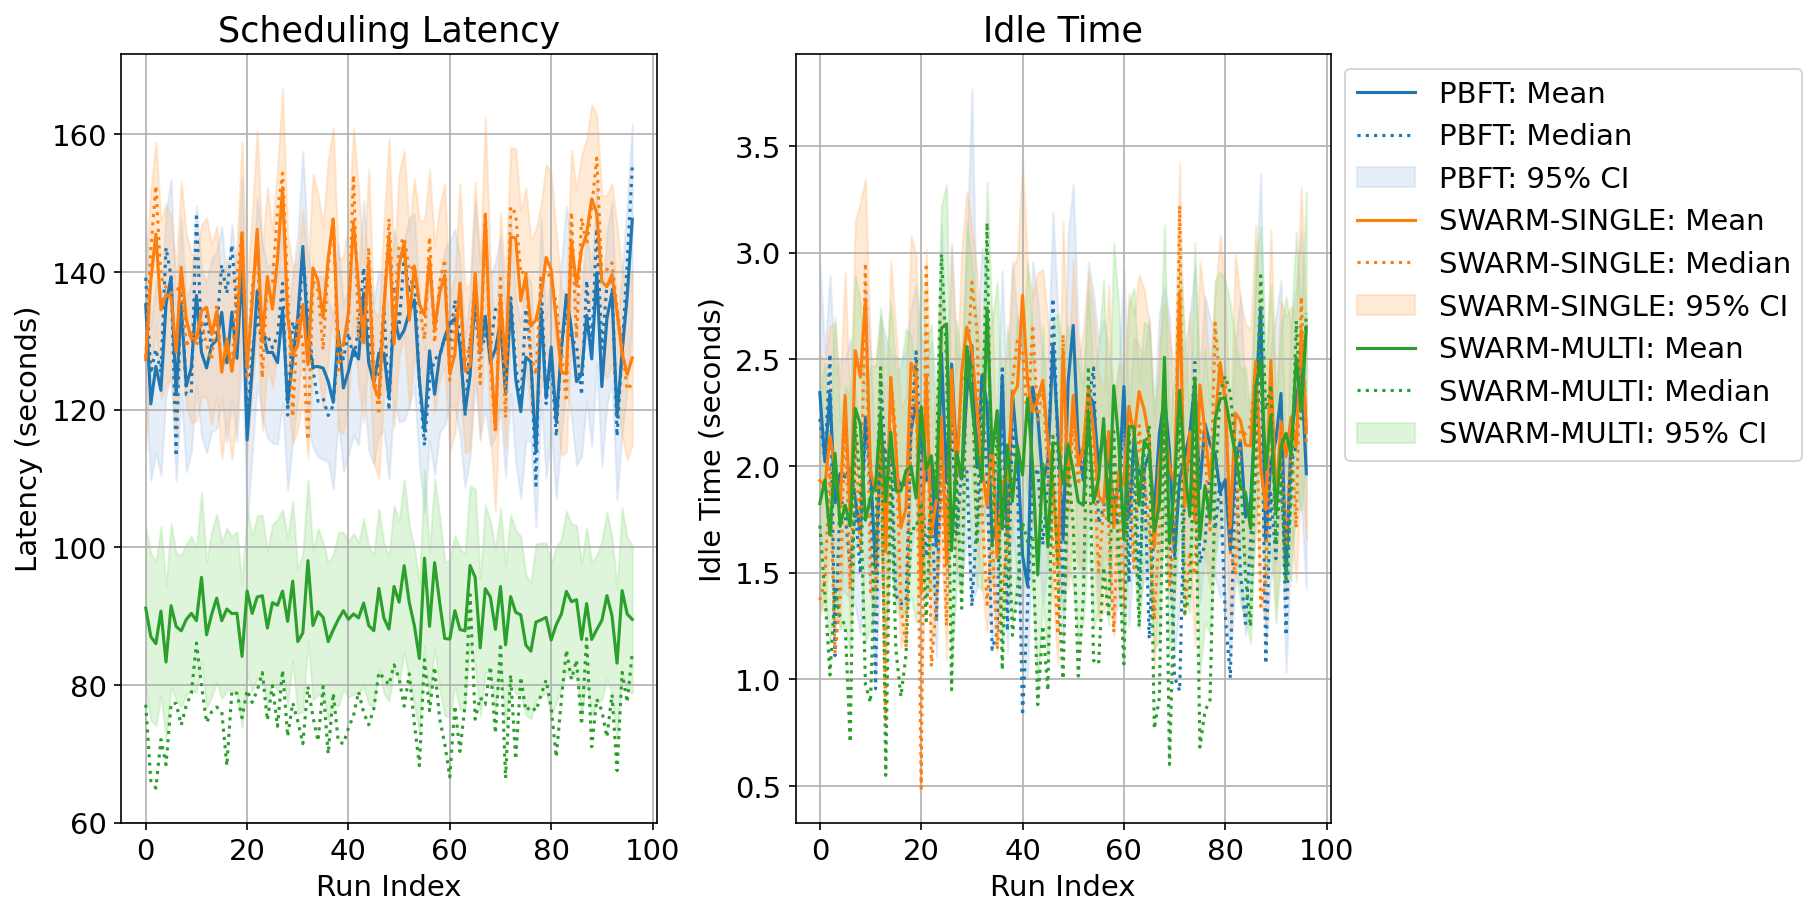 Scheduling Latency
Latency (seconds)
160
140
120
100
80
60
0 20 40 60 80 100
Run Index
Idle Time
Idle Time (seconds)
3.5
3.0
2.5
2.0
1.5
1.0
0.5
0 20 40 60 80 100
Run Index
PBFT: Mean
PBFT: Median
PBFT: 95% CI
SWARM-SINGLE: Mean
SWARM-SINGLE: Median
SWARM-SINGLE: 95% CI
SWARM-MULTI: Mean
SWARM-MULTI: Median
SWARM-MULTI: 95% CI